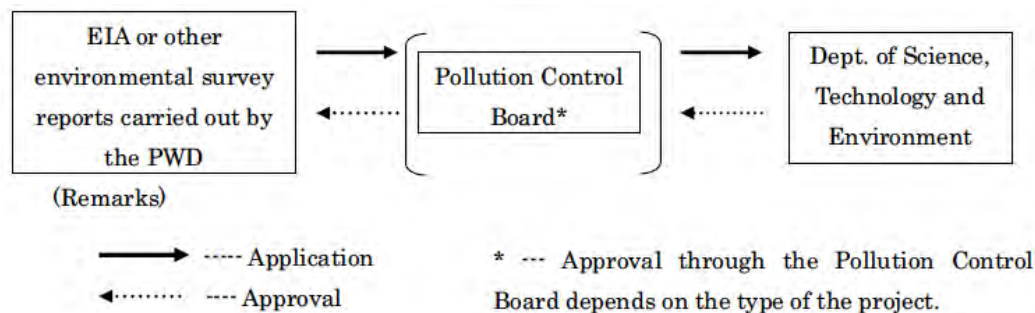 EIA or other
environmental survey
reports carried out by
the PWD
Pollution Control
Board*
Dept. of Science,
Technology and
Environment
(Remarks)
----- Application
---- Approval
* --- Approval through the Pollution Control
Board depends on the type of the project.